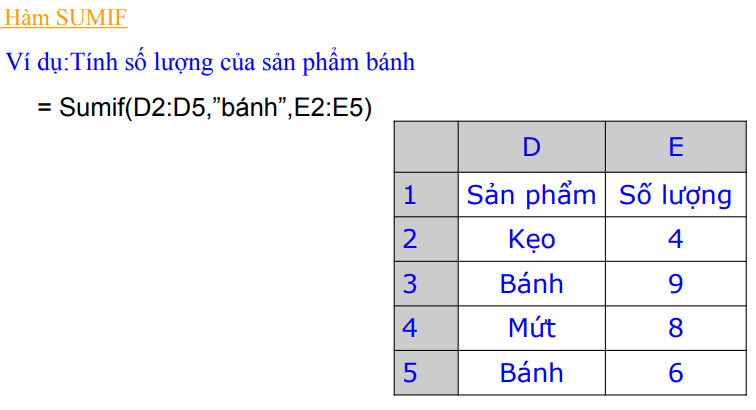 Hàm SUMIF
Ví dụ:Tính số lượng của sản phẩm bánh
= Sumif(D2:D5,”bánh”,E2:E5)
D E
1 Sản phẩm Số lượng
2 Kẹo 4
3 Bánh 9
4 Mứt 8
5 Bánh 6